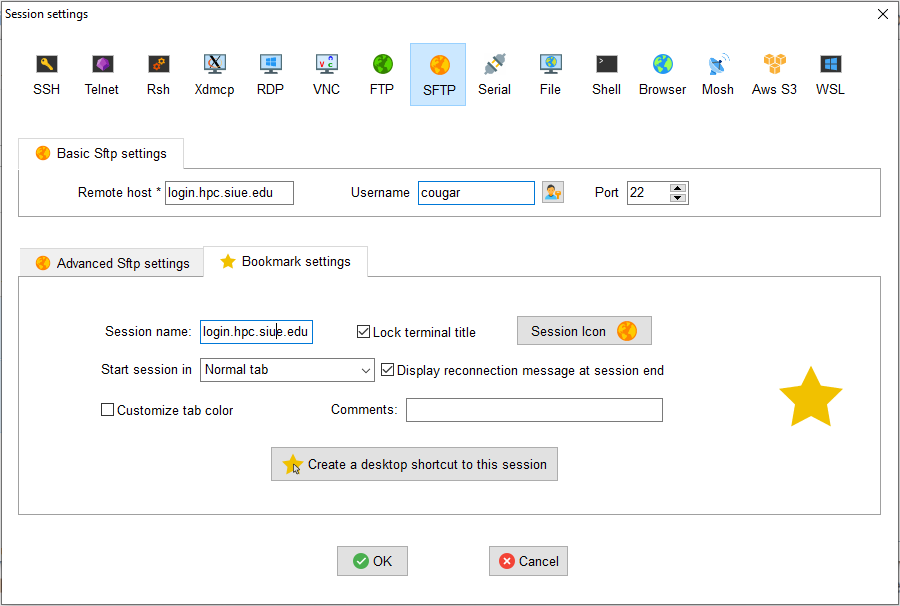 Session settings
SSH Telnet Rsh Xdmcp RDP VNC FTP SFTP Serial File Shell Browser Mosh Aws S3 WSL
Basic Sftp settings
Remote host * login.hpc.siue.edu Username cougar Port 22
Advanced Sftp settings Bookmark settings
Session name: login.hpc.siue.edu Lock terminal title Session Icon
Start session in Normal tab Display reconnection message at session end
Customize tab color Comments:
Create a desktop shortcut to this session
OK Cancel